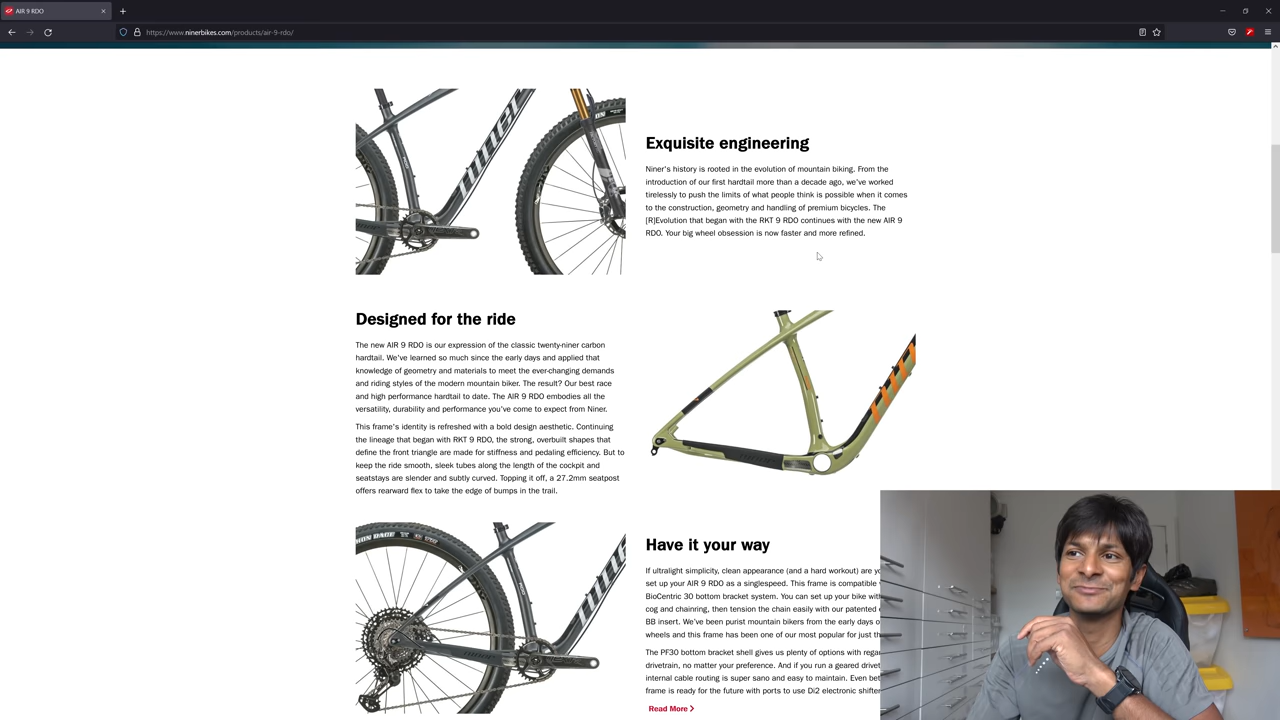 AIR 9 RDO
https://www.ninerbikes.com/products/air-9-rdo/
niner
Exquisite engineering
Niner's history is rooted in the evolution of mountain biking. From the
introduction of our first hardtail more than a decade ago, we've worked
tirelessly to push the limits of what people think is possible when it comes
to the construction, geometry and handling of premium bicycles. The
[R]Evolution that began with the RKT 9 RDO continues with the new AIR 9
RDO. Your big wheel obsession is now faster and more refined.
Designed for the ride
The new AIR 9 RDO is our expression of the classic twenty-niner carbon
hardtail. We've learned so much since the early days and applied that
knowledge of geometry and materials to meet the ever-changing demands
and riding styles of the modern mountain biker. The result? Our best race
and high performance hardtail to date. The AIR 9 RDO embodies all the
versatility, durability and performance you've come to expect from Niner.
This frame's identity is refreshed with a bold design aesthetic. Continuing
the lineage that began with RKT 9 RDO, the strong, overbuilt shapes that
define the front triangle are made for stiffness and pedaling efficiency. But to
keep the ride smooth, sleek tubes along the length of the cockpit and
seatstays are slender and subtly curved. Topping it off, a 27.2mm seatpost
offers rearward flex to take the edge of bumps in the trail.
Have it your way
If ultralight simplicity, clean appearance (and a hard workout) are
set up your AIR 9 RDO as a singlespeed. This frame is compatible
BioCentric 30 bottom bracket system. You can set up your bike with
cog and chainring, then tension the chain easily with our patented
BB insert. We've been purist mountain bikers from the early days
wheels and this frame has been one of our most popular for just
The PF30 bottom bracket shell gives us plenty of options with
drivetrain, no matter your preference. And if you run a geared
internal cable routing is super sano and easy to maintain. Even
frame is ready for the future with ports to use Di2 electronic
Read More